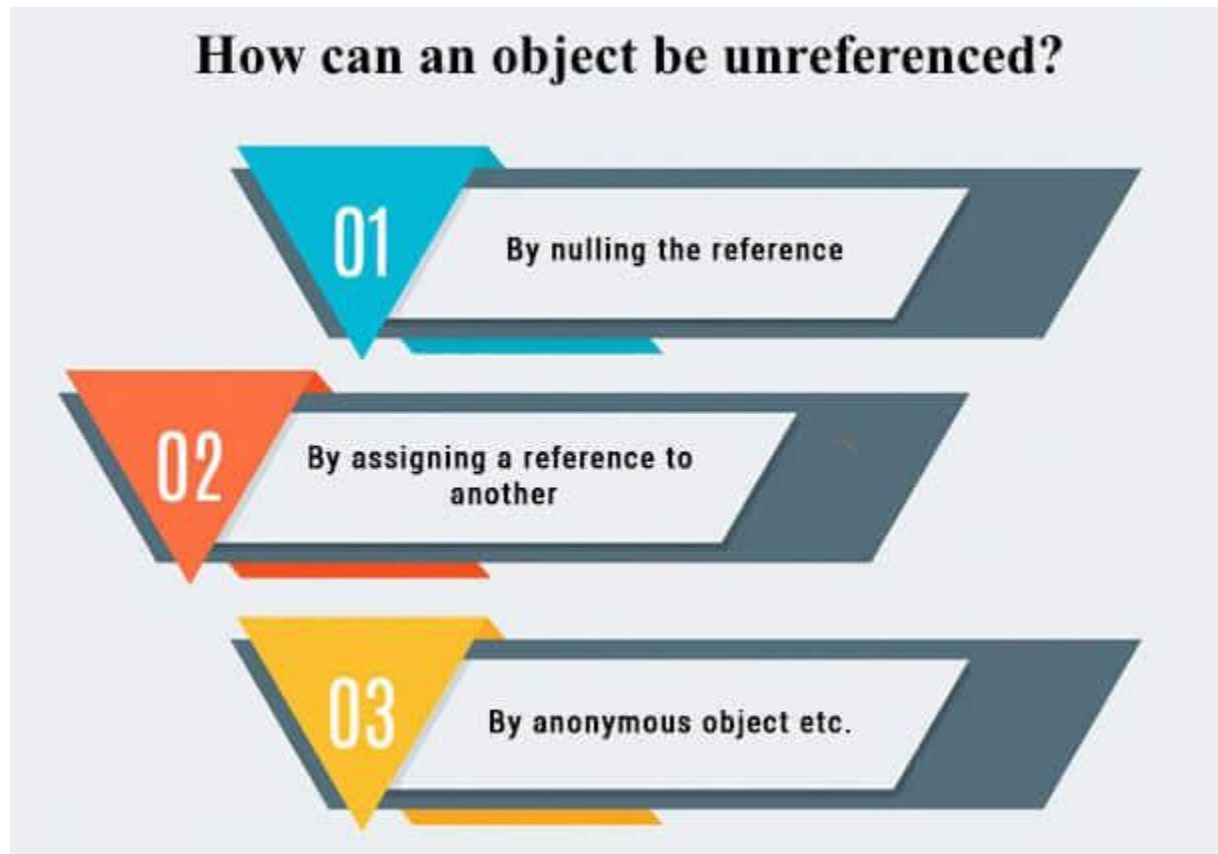 How can an object be unreferenced?
01
By nulling the reference
02
By assigning a reference to
another
03
By anonymous object etc.